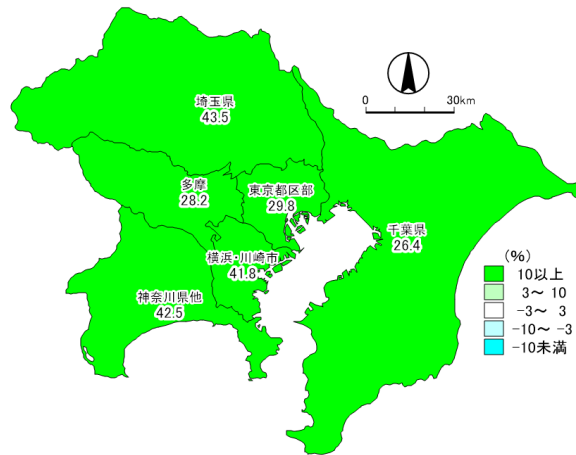 埼玉県
43.5
0 30km
多摩
28.2
東京都区部
29.8
千葉県
26.4
横浜・川崎市
41.8
神奈川県他
42.5
(%)
10以上
3～ 10
-3～ 3
-10～ -3
-10未満